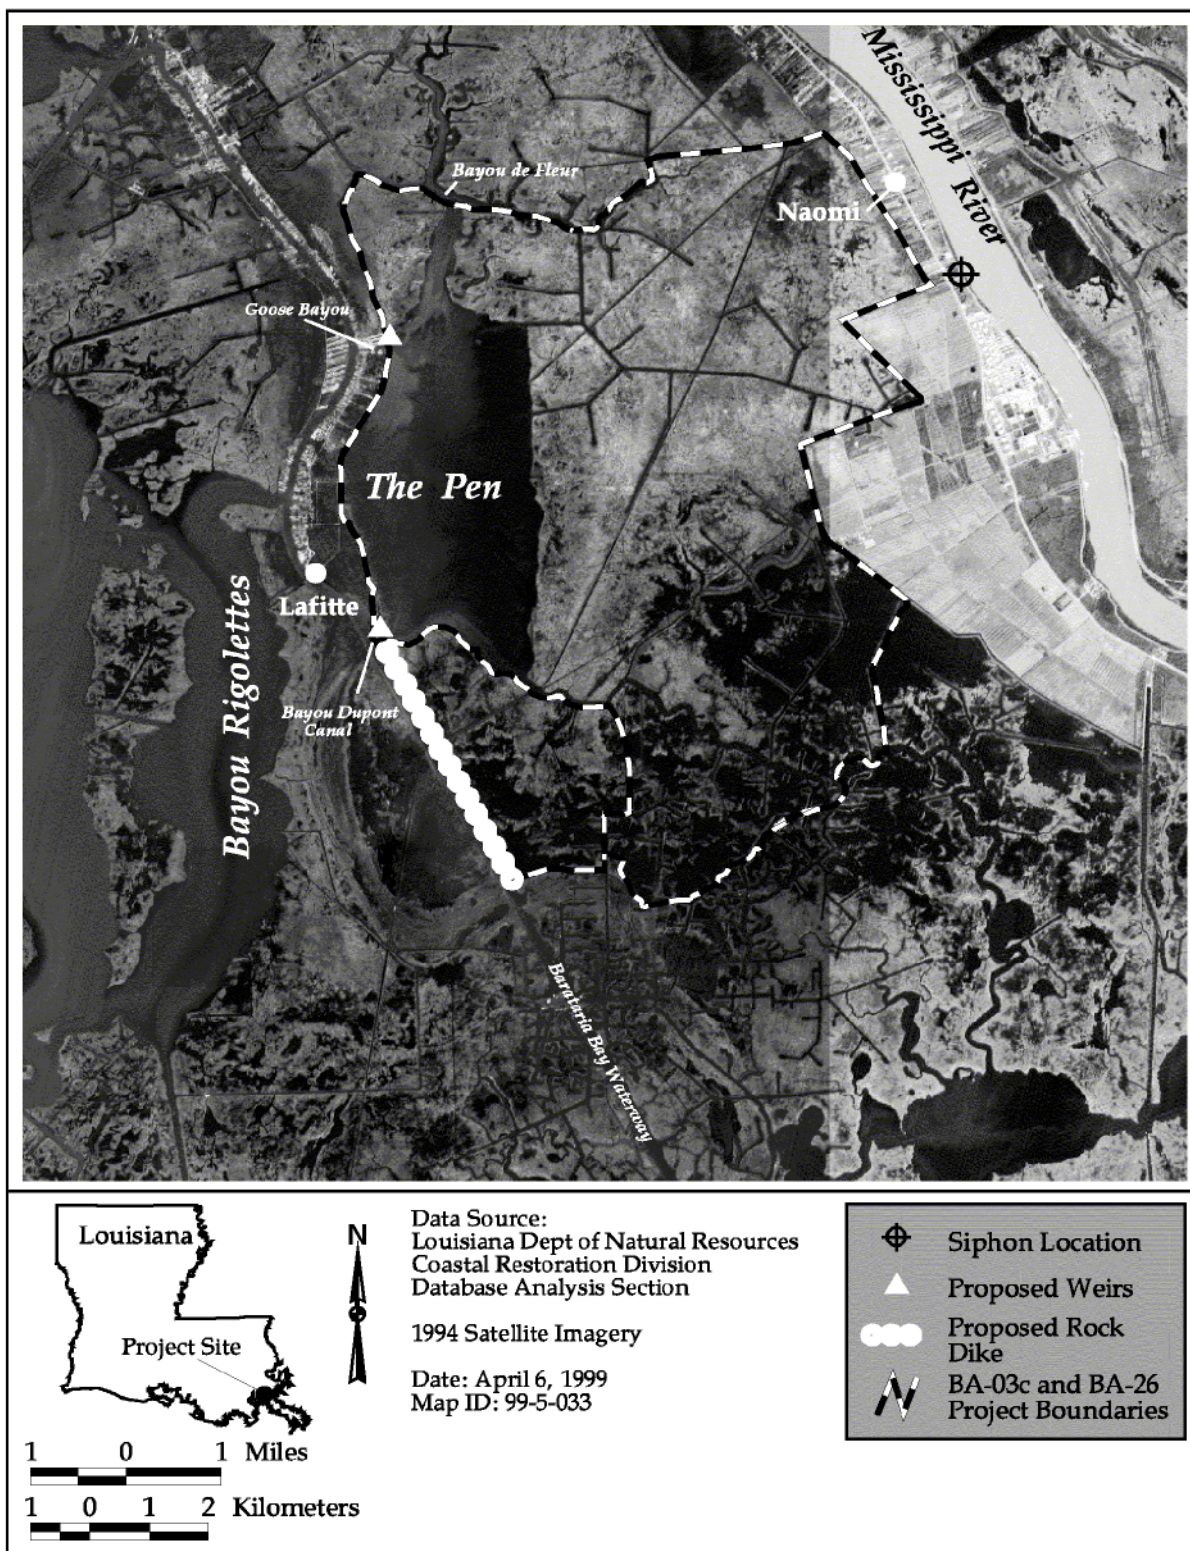 Mississippi River
Bayou de Fleur
Naomi
Goose Bayou
The Pen
Lafitte
Bayou Rigolettes
Bayou Dupont
Canal
Barataria Bay Waterway
Louisiana
Project Site
N
Data Source:
Louisiana Dept of Natural Resources
Coastal Restoration Division
Database Analysis Section
1994 Satellite Imagery
Date: April 6, 1999
Map ID: 99-5-033
Siphon Location
Proposed Weirs
Proposed Rock
Dike
BA-03c and BA-26
Project Boundaries
1 0 1 Miles
1 0 1 2 Kilometers